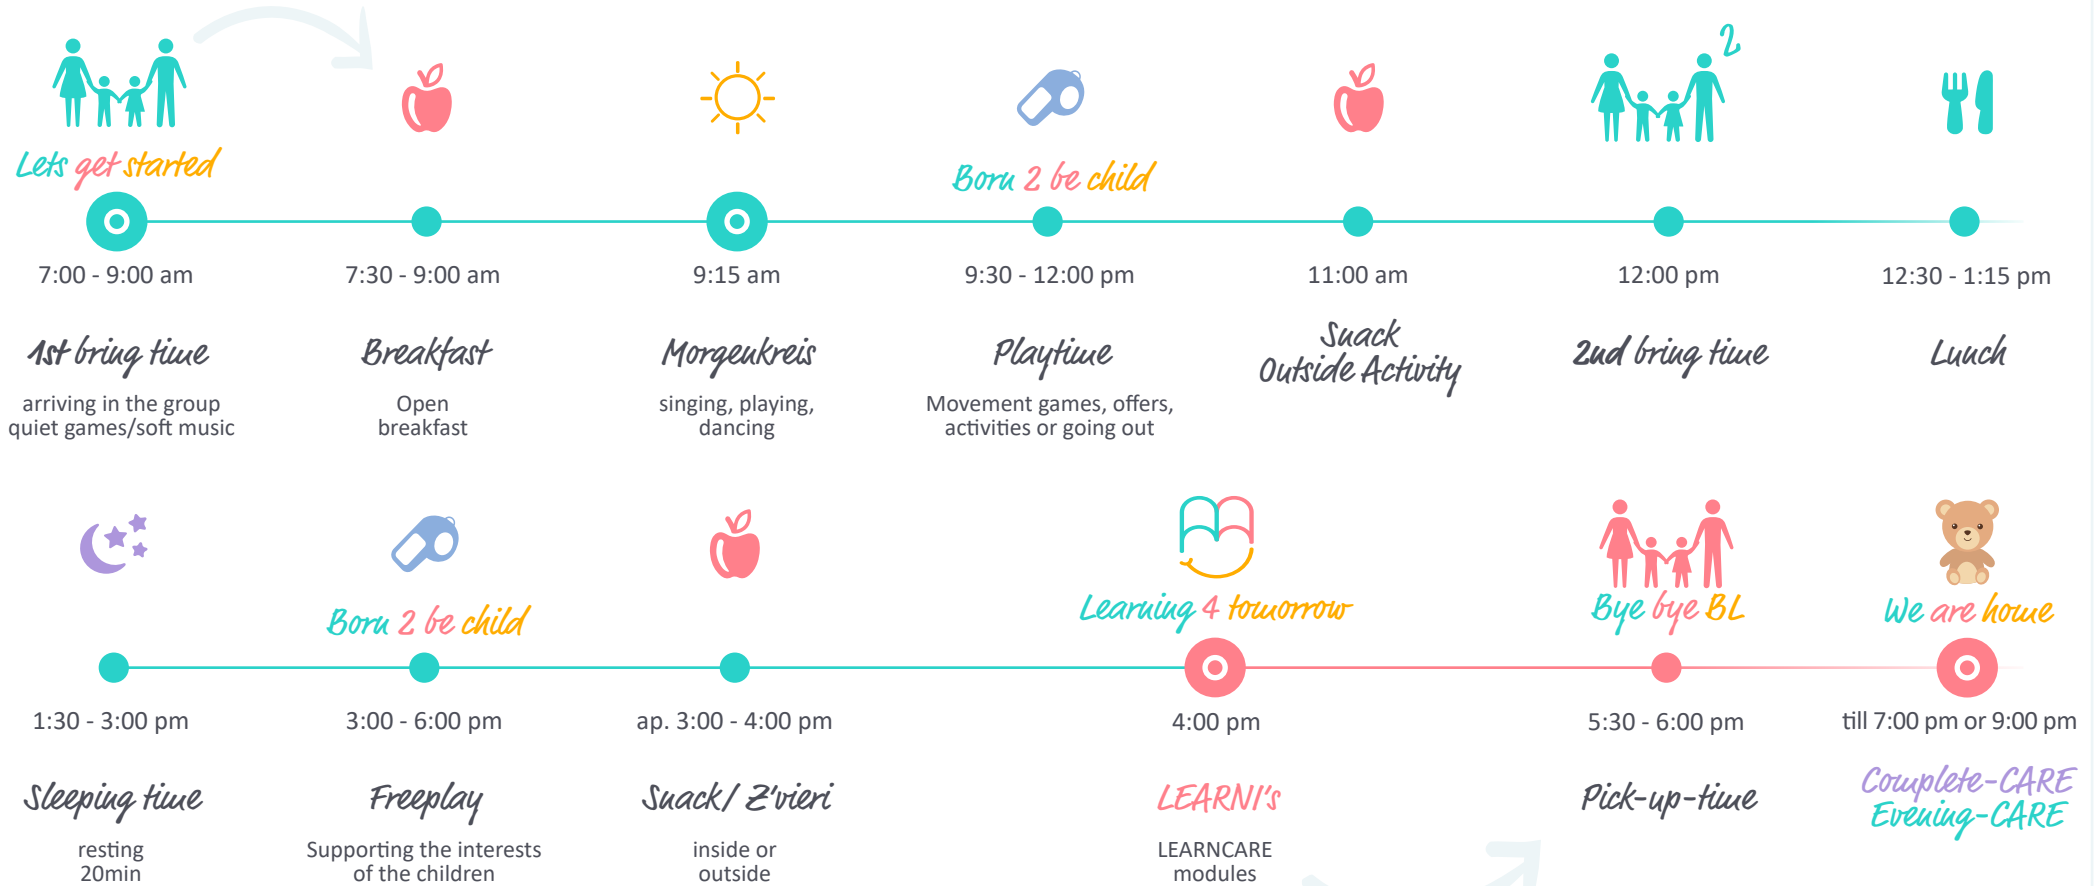 2
Lets get started
Born 2 be child
7:00 - 9:00 am
7:30 - 9:00 am
9:15 am
9:30 - 12:00 pm
11:00 am
12:00 pm
12:30 - 1:15 pm
1st bring time
Breakfast
Morgenkreis
Playtime
Snack
Outside Activity
2nd bring time
Lunch
arriving in the group
quiet games/soft music
Open
breakfast
singing, playing,
dancing
Movement games, offers,
activities or going out
Born 2 be child
Learning 4 tomorrow
Bye bye BL
We are home
1:30 - 3:00 pm
3:00 - 6:00 pm
ap. 3:00 - 4:00 pm
4:00 pm
5:30 - 6:00 pm
till 7:00 pm or 9:00 pm
Sleeping time
Freeplay
Snack/ Z'vieri
LEARNI's
Pick-up-time
Complete-CARE
Evening-CARE
resting
20min
Supporting the interests
of the children
inside or
outside
LEARNCARE
modules